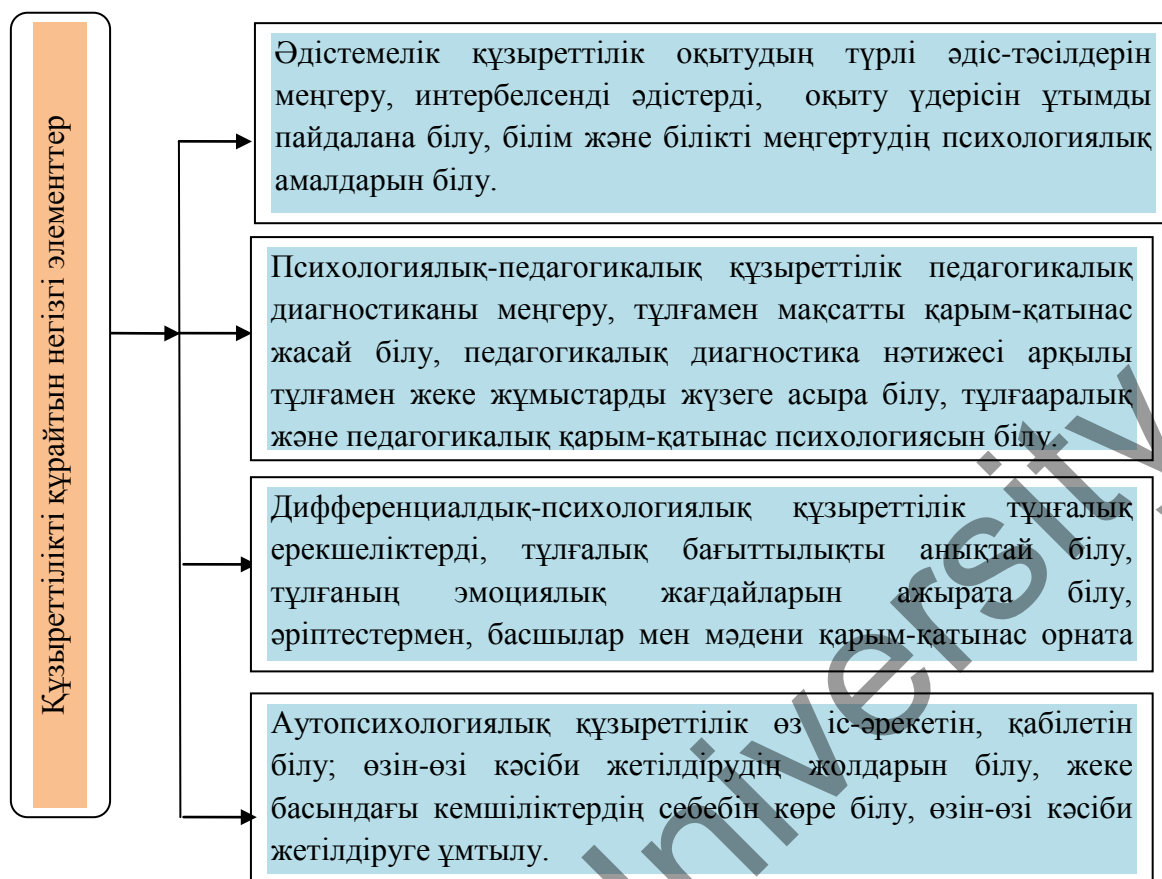 Құзыреттілікті құрайтын негізгі элементтер
Әдістемелік құзыреттілік оқытудың түрлі әдіс-тәсілдерін
меңгеру, интербелсенді әдістерді, оқыту үдерісін ұтымды
пайдалана білу, білім және білікті меңгертудің психологиялық
амалдарын білу.
Психологиялық-педагогикалық құзыреттілік педагогикалық
диагностиканы меңгеру, тұлғамен мақсатты қарым-қатынас
жасай білу, педагогикалық диагностика нәтижесі арқылы
тұлғамен жеке жұмыстарды жүзеге асыра білу, тұлғааралық
және педагогикалық қарым-қатынас психологиясын білу.
Дифференциалдық-психологиялық құзыреттілік тұлғалық
ерекшеліктерді, тұлғалық бағыттылықты анықтай білу,
тұлғаның эмоциялық жағдайларын ажырата білу,
әріптестермен, басшылар мен мәдени қарым-қатынас орната
Аутопсихологиялық құзыреттілік өз іс-әрекетін, қабілетін
білу; өзін-өзі кәсіби жетілдірудің жолдарын білу, жеке
басындағы кемшіліктердің себебін көре білу, өзін-өзі кәсіби
жетілдіруге ұмтылу.
University